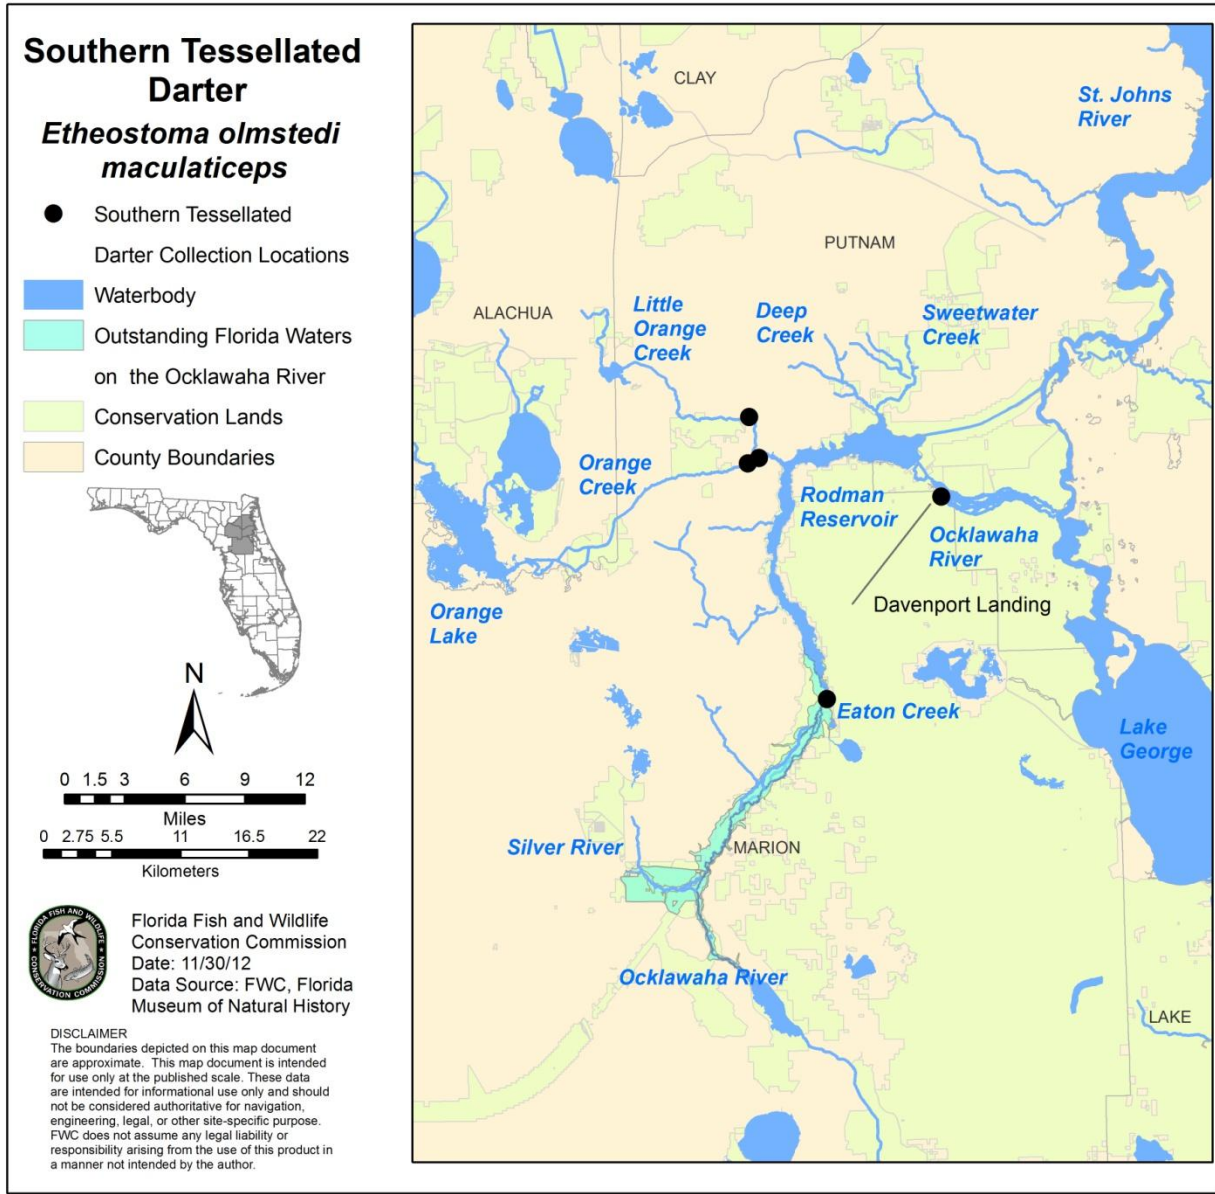 Southern Tessellated
Darter
Etheostoma olmstedi
maculaticeps
Southern Tessellated
Darter Collection Locations
Waterbody
Outstanding Florida Waters
on the Ocklawaha River
Conservation Lands
County Boundaries
N
0 1.5 3 6 9 12
Miles
0 2.75 5.5 11 16.5 22
Kilometers
FLORIDA FISH AND WILDLIFE
CONSERVATION COMMISSION
Florida Fish and Wildlife
Conservation Commission
Date: 11/30/12
Data Source: FWC, Florida
Museum of Natural History
DISCLAIMER
The boundaries depicted on this map document
are approximate. This map document is intended
for use only at the published scale. These data
are intended for informational use only and should
not be considered authoritative for navigation,
engineering, legal, or other site-specific purpose.
FWC does not assume any legal liability or
responsibility arising from the use of this product in
a manner not intended by the author.
CLAY
St. Johns
River
PUTNAM
ALACHUA
Little
Orange
Creek
Deep
Creek
Sweetwater
Creek
Orange
Creek
Rodman
Reservoir
Ocklawaha
River
Davenport Landing
Orange
Lake
Eaton Creek
Lake
George
Silver River
MARION
Ocklawaha River
LAKE